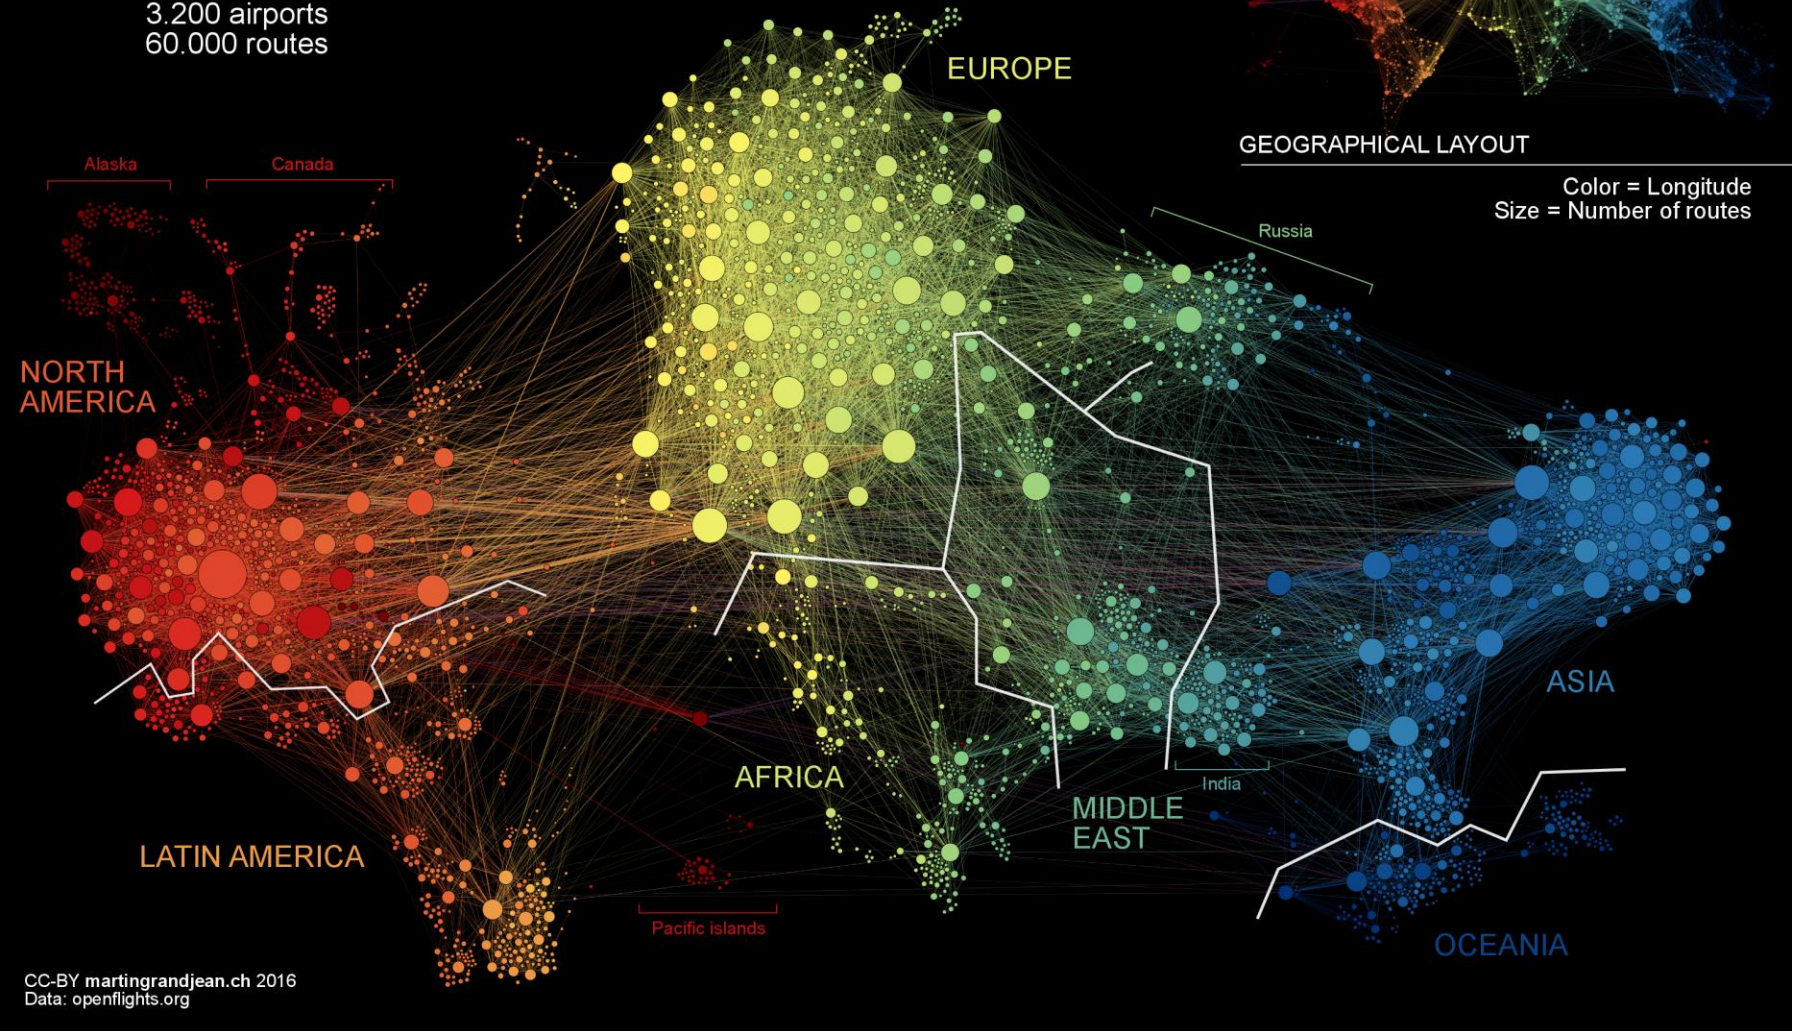 3.200 airports
60.000 routes
EUROPE
GEOGRAPHICAL LAYOUT
Color = Longitude
Size = Number of routes
Alaska
Canada
Russia
NORTH
AMERICA
ASIA
AFRICA
India
MIDDLE
EAST
LATIN AMERICA
Pacific islands
OCEANIA
CC-BY martingrandjean.ch 2016
Data: openflights.org